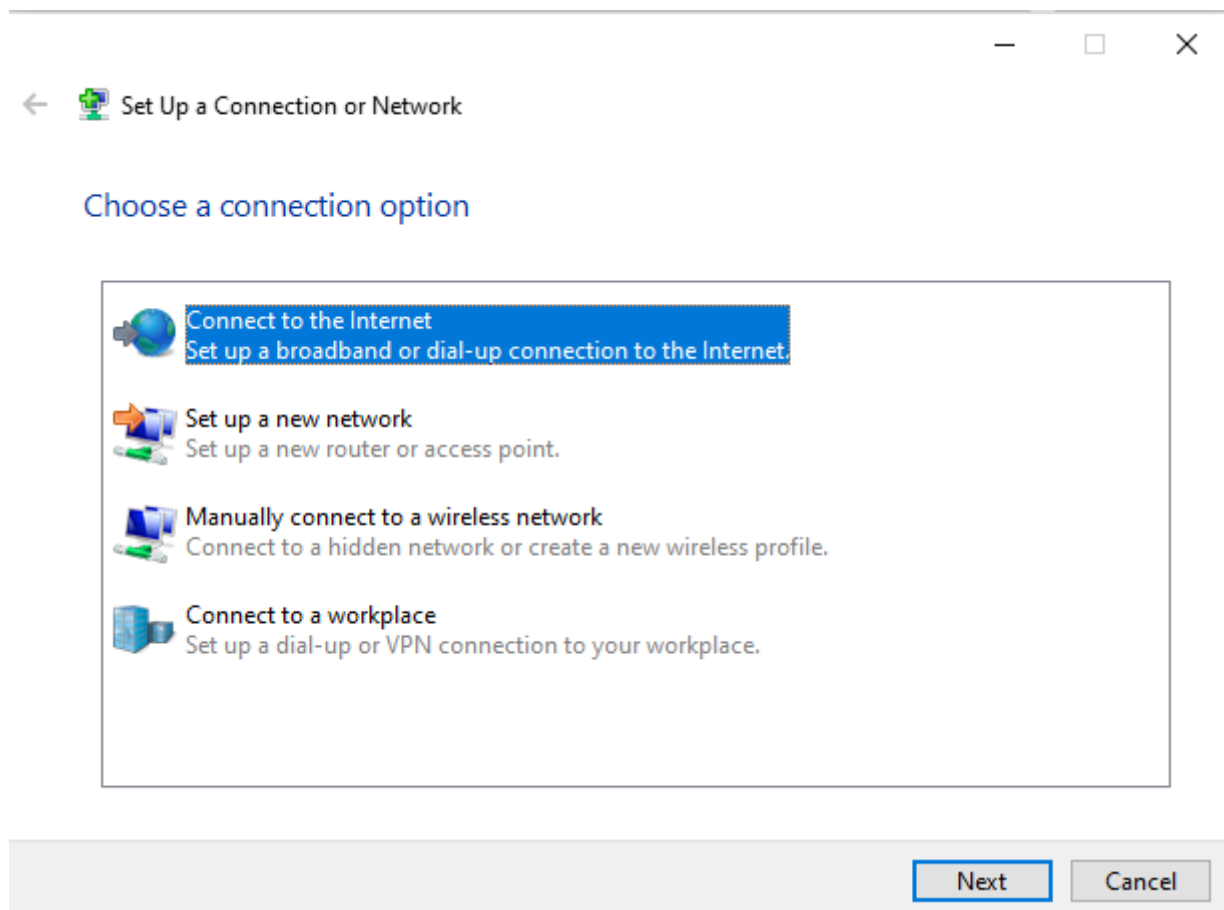 Set Up a Connection or Network
Choose a connection option
Connect to the Internet
Set up a broadband or dial-up connection to the Internet.
Set up a new network
Set up a new router or access point.
Manually connect to a wireless network
Connect to a hidden network or create a new wireless profile.
Connect to a workplace
Set up a dial-up or VPN connection to your workplace.
Next
Cancel